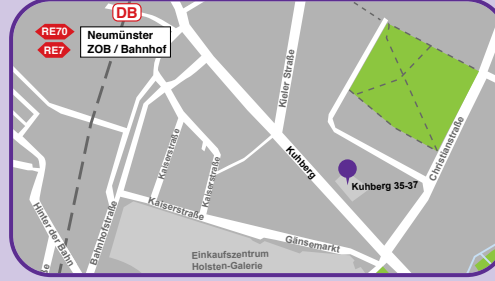 DB
RE70
RE7
Neumünster
ZOB / Bahnhof
Kieler Straße
Christianstraße
Kaiserstraße
Kaiserstraße
Kuhberg
Kuhberg 35-37
Kaiserstraße
Hinter der Bahn
Bahnhofstraße
Gänsemarkt
Einkaufszentrum
Holsten-Galerie